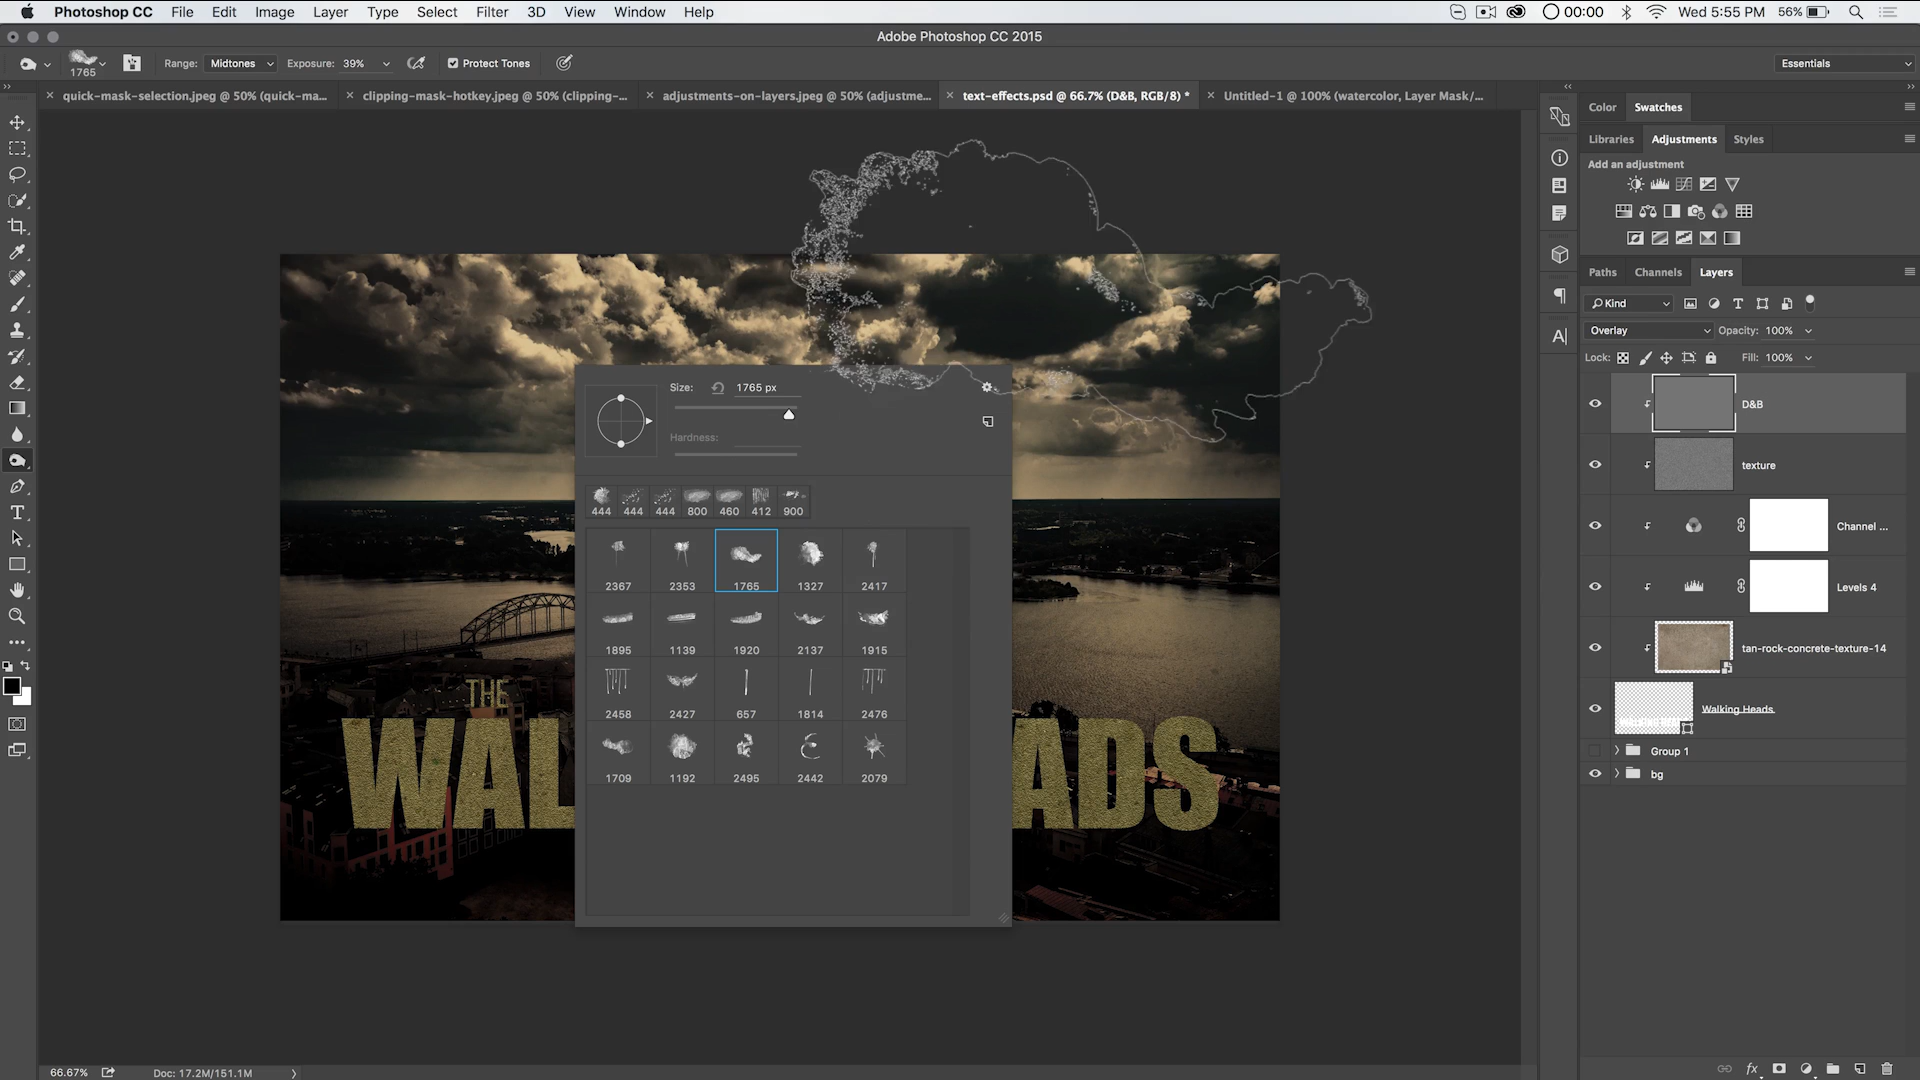 Photoshop CC File Edit Image Layer Type Select Filter 3D View Window Help 00:00 Wed 5:55 PM 56%
Adobe Photoshop CC 2015
1765 Range: Midtones Exposure: 39% Protect Tones Essentials
quick-mask-selection.jpeg @ 50% (quick-ma...
clipping-mask-hotkey.jpeg @ 50% (clipping-...
adjustments-on-layers.jpeg @ 50% (adjustme...
text-effects.psd @ 66.7% (D&B, RGB/8) *
Untitled-1 @ 100% (watercolor, Layer Mask/...
Color Swatches
Libraries Adjustments Styles
Add an adjustment
Paths Channels Layers
Kind
Overlay Opacity: 100%
Lock: Fill: 100%
D&B
texture
Channel ...
Levels 4
tan-rock-concrete-texture-14
Walking Heads
Group 1
bg
Size: 1765 px
Hardness:
444 444 444 800 460 412 900
2367 2353 1765 1327 2417
1895 1139 1920 2137 1915
2458 2427 657 1814 2476
1709 1192 2495 2442 2079
THE
WAL ADS
66.67% Doc: 17.2M/151.1M